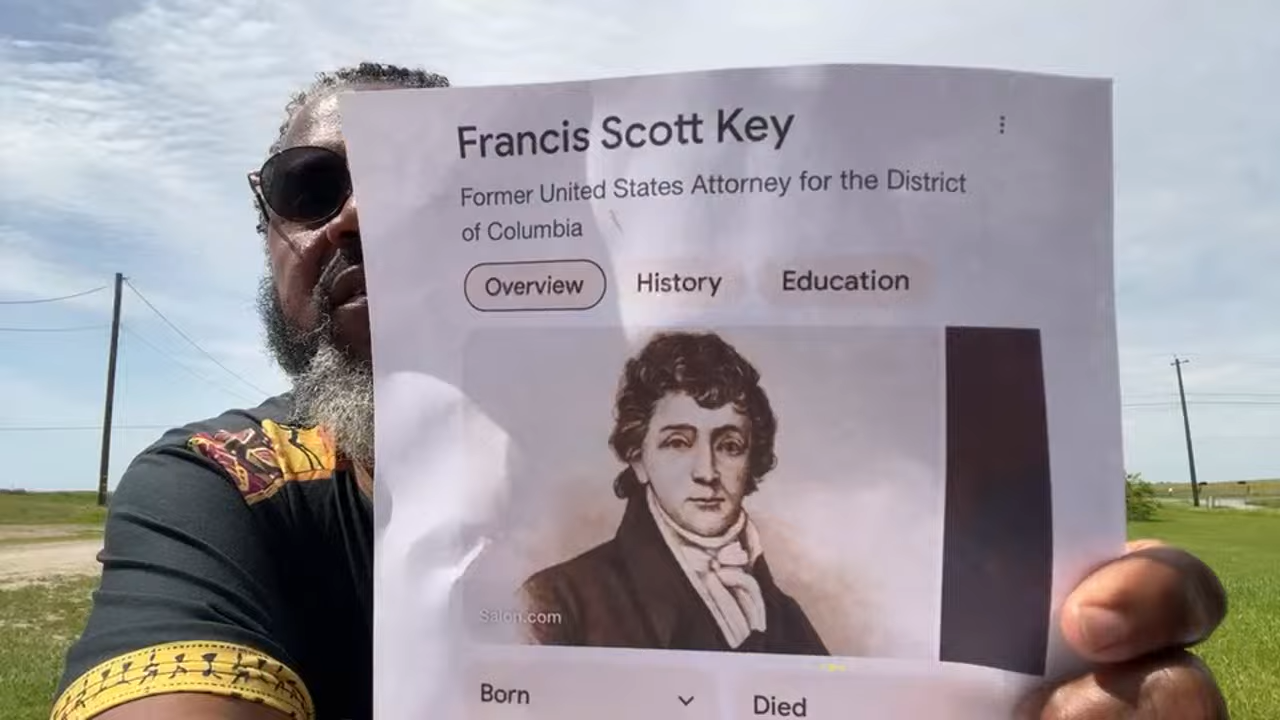 Francis Scott Key
Former United States Attorney for the District
of Columbia
Overview History Education
Salon.com
Born Died